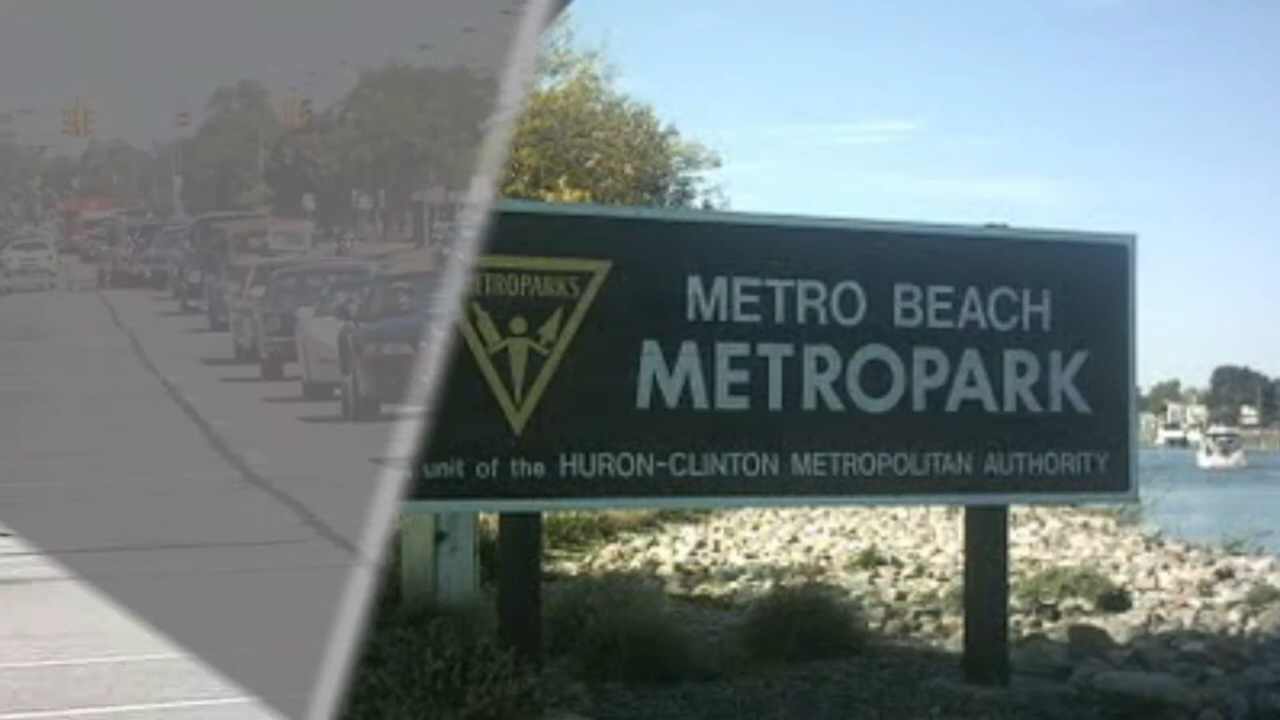 METROPARKS
METRO BEACH
METROPARK
unit of the HURON-CLINTON METROPOLITAN AUTHORITY